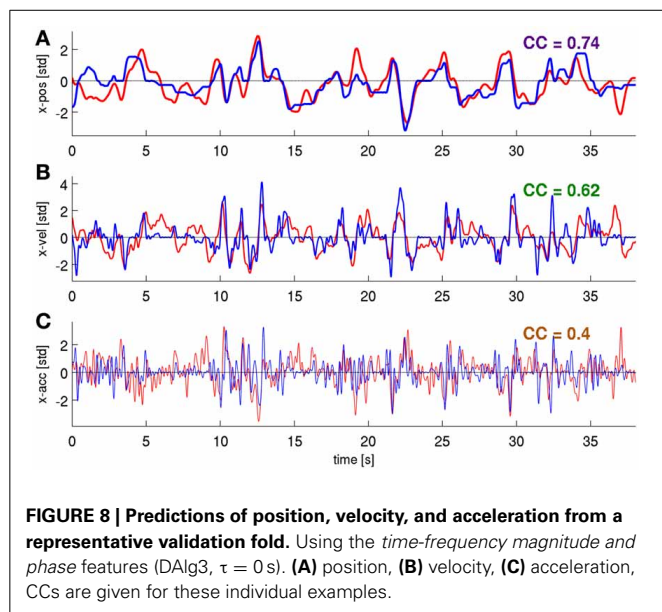 A
CC = 0.74
x-pos [std]
2
0
-2
0 5 10 15 20 25 30 35
B
CC = 0.62
x-vel [std]
4
2
0
-2
0 5 10 15 20 25 30 35
C
CC = 0.4
x-acc [std]
2
0
-2
0 5 10 15 20 25 30 35
time [s]
FIGURE 8 | Predictions of position, velocity, and acceleration from a
representative validation fold. Using the time-frequency magnitude and
phase features (DAlg3, τ = 0 s). (A) position, (B) velocity, (C) acceleration,
CCs are given for these individual examples.